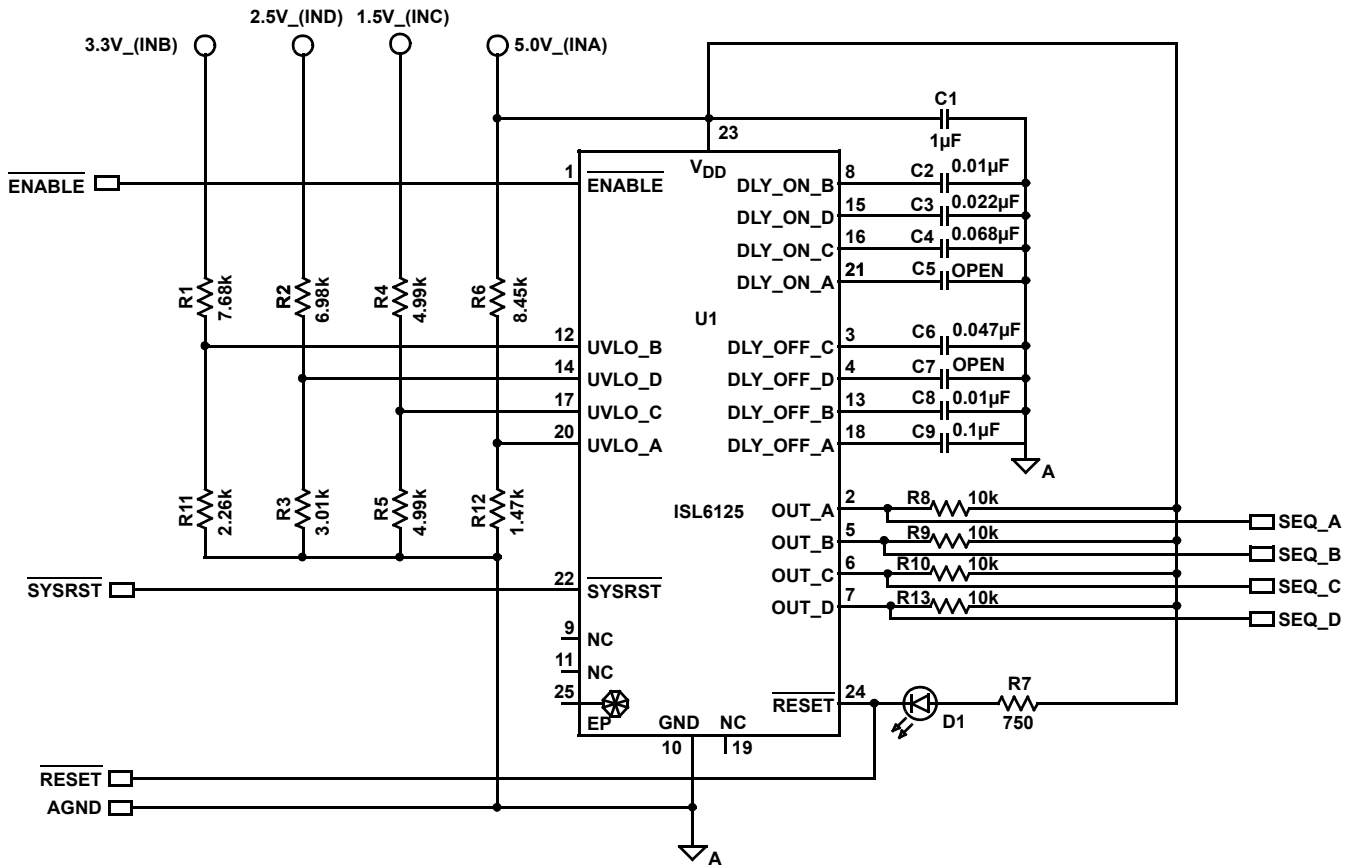 2.5V_(IND) 1.5V_(INC)
3.3V_(INB) 5.0V_(INA)
C1
1µF
23
V_DD
ENABLE
1
ENABLE
DLY_ON_B
8
C2
0.01µF
DLY_ON_D
15
C3
0.022µF
DLY_ON_C
16
C4
0.068µF
DLY_ON_A
21
C5
OPEN
R1
7.68k
R2
6.98k
R4
4.99k
R6
8.45k
U1
12
UVLO_B
14
UVLO_D
17
UVLO_C
20
UVLO_A
DLY_OFF_C
3
C6
0.047µF
DLY_OFF_D
4
C7
OPEN
DLY_OFF_B
13
C8
0.01µF
DLY_OFF_A
18
C9
0.1µF
A
R11
2.26k
R3
3.01k
R5
4.99k
R12
1.47k
ISL6125
OUT_A
2
R8
10k
SEQ_A
OUT_B
5
R9
10k
SEQ_B
OUT_C
6
R10
10k
SEQ_C
OUT_D
7
R13
10k
SEQ_D
SYSRST
22
SYSRST
9
NC
11
NC
25
EP
GND
10
NC
19
RESET
24
D1
R7
750
RESET
AGND
A